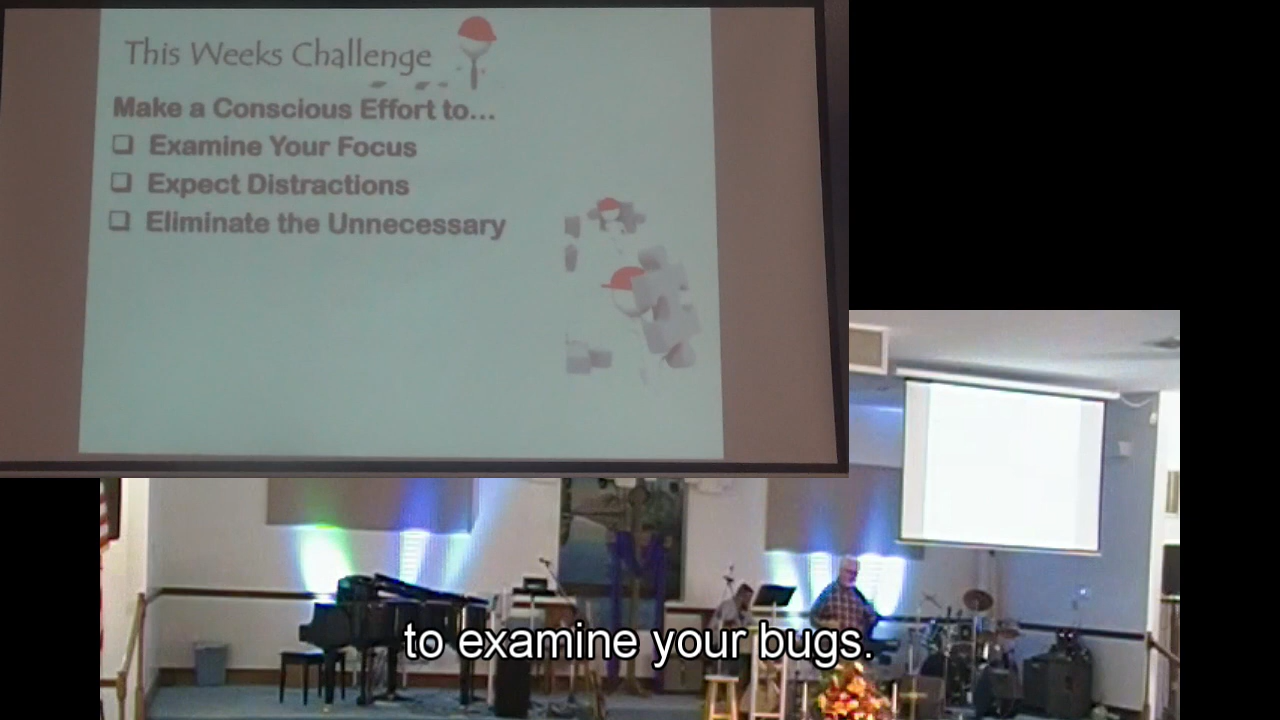 This Weeks Challenge
Make a Conscious Effort to...
❑ Examine Your Focus
❑ Expect Distractions
❑ Eliminate the Unnecessary
to examine your bugs.